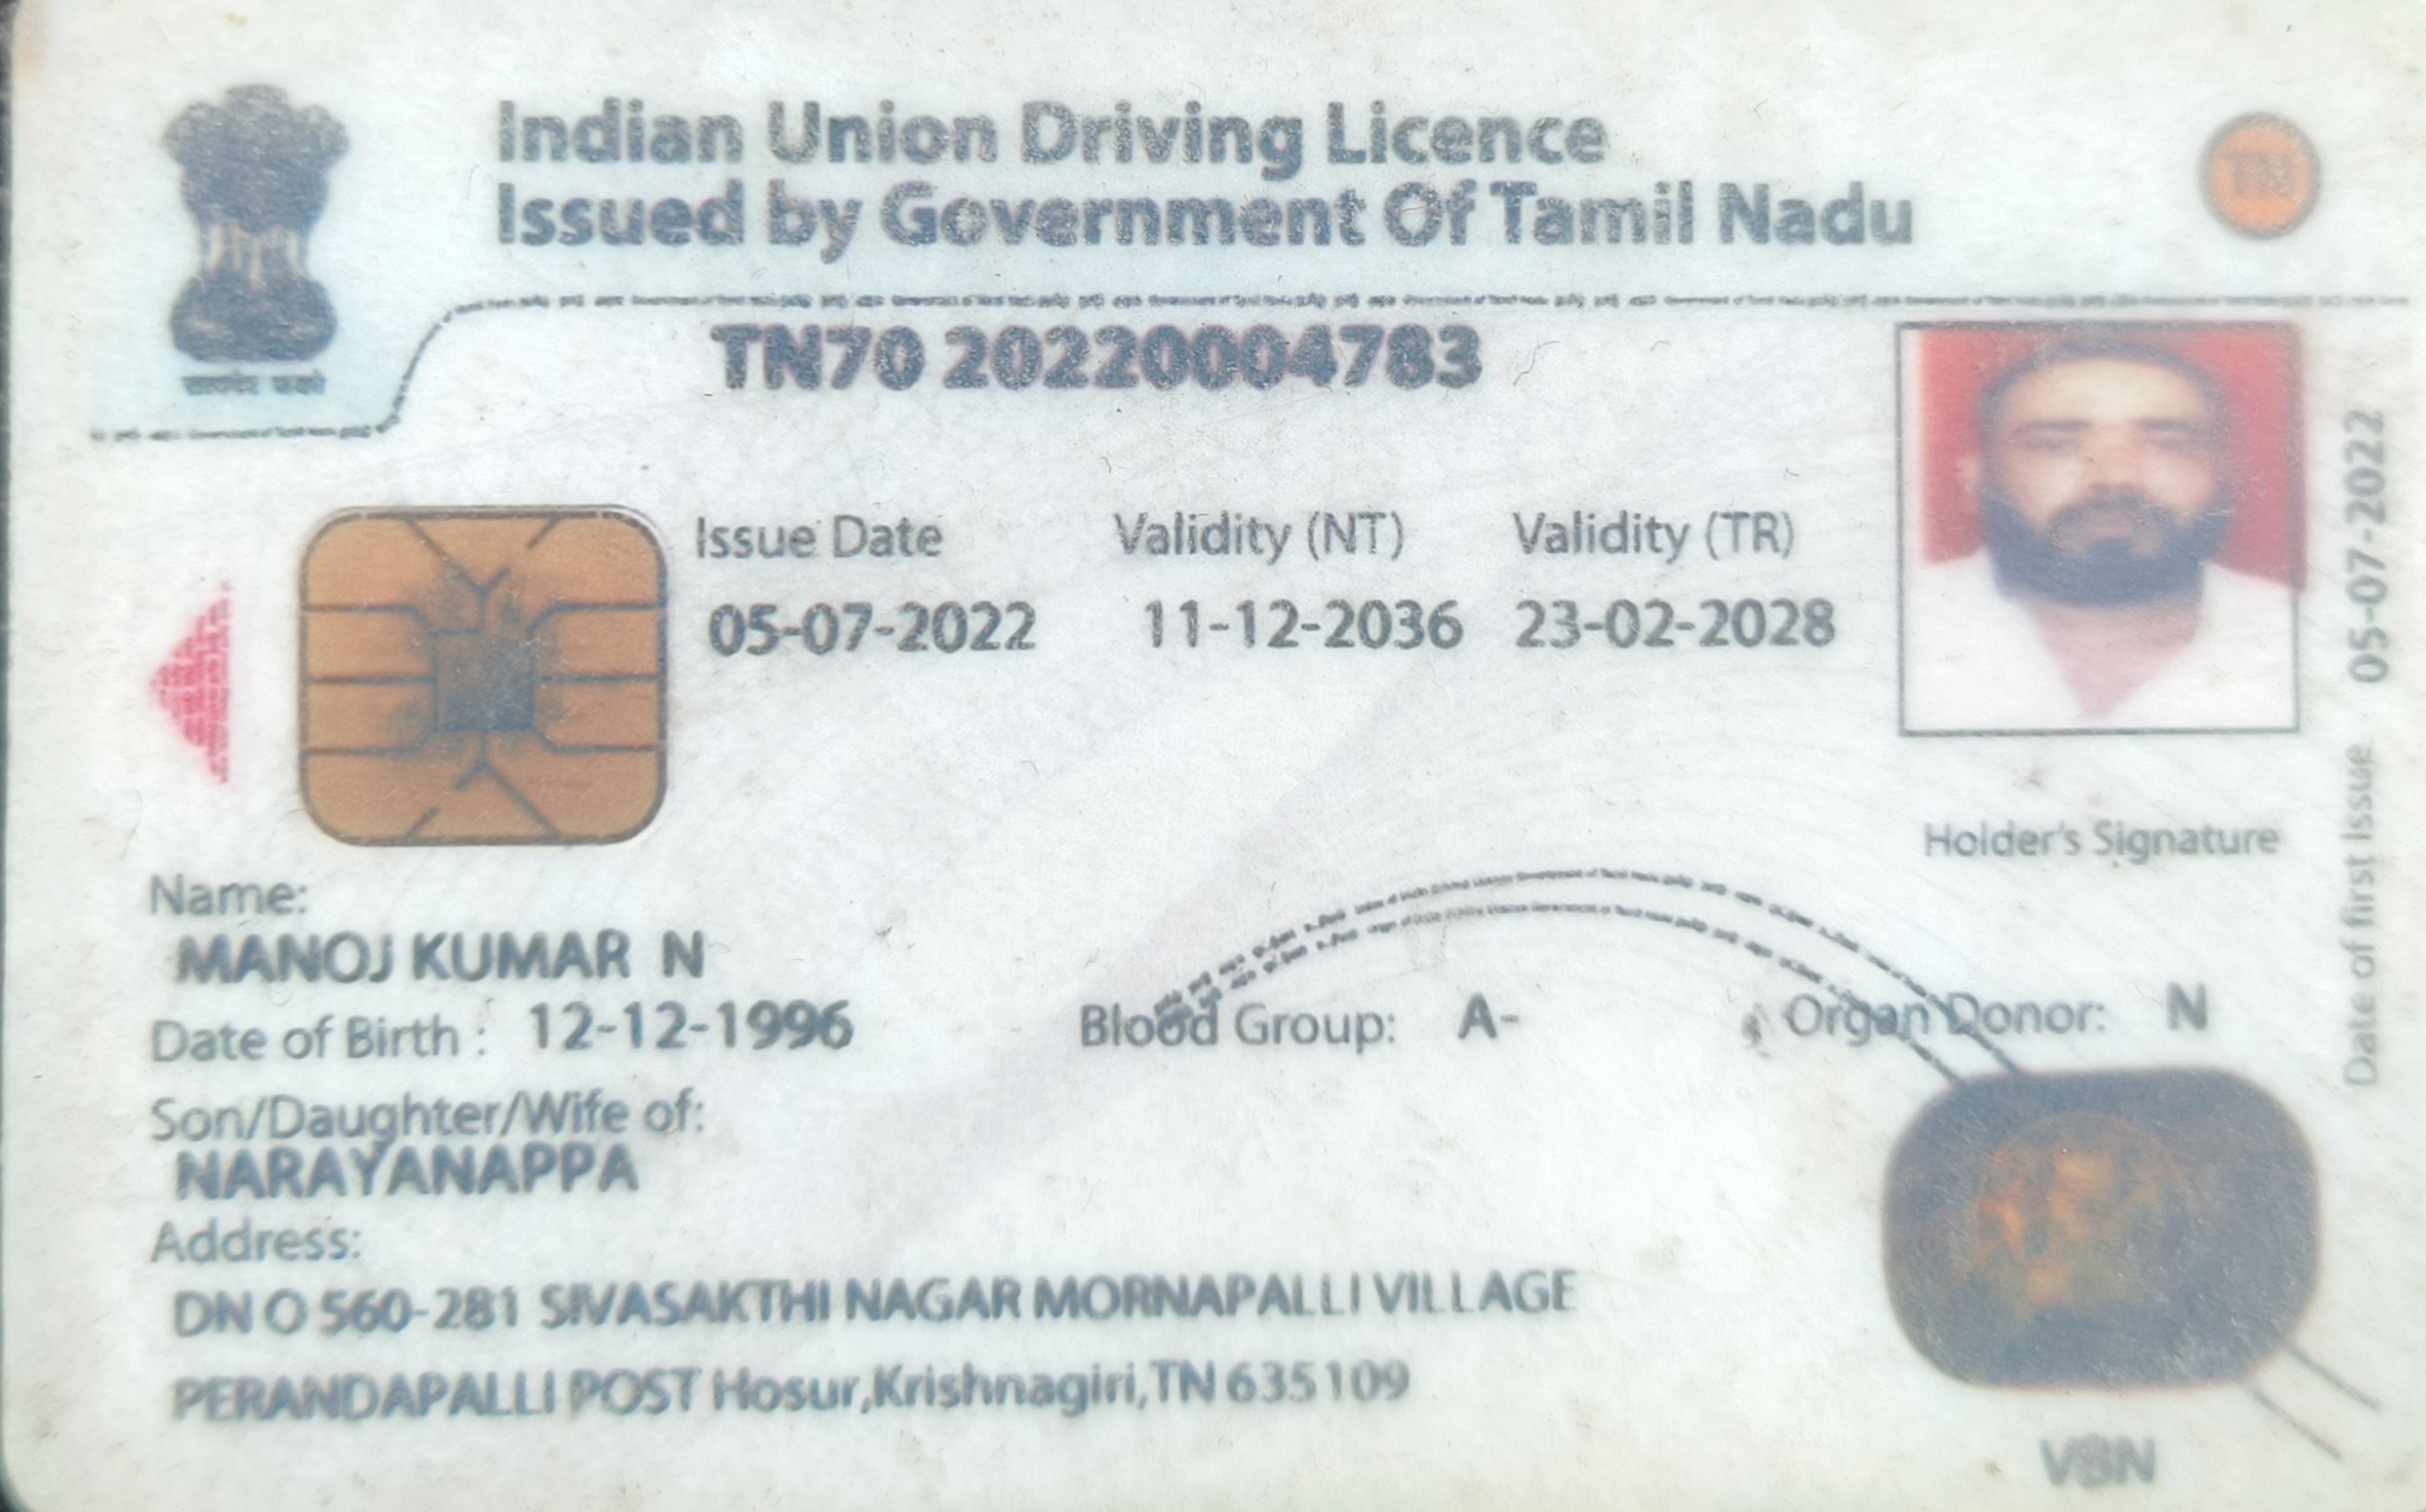 Indian Union Driving Licence
Issued by Government Of Tamil Nadu
TN
TN70 20220004783
Issue Date Validity (NT) Validity (TR)
05-07-2022 11-12-2036 23-02-2028
Holder's Signature
Date of first Issue 05-07-2022
Name:
MANOJ KUMAR N
Date of Birth : 12-12-1996 Blood Group: A- Organ Donor: N
Son/Daughter/Wife of:
NARAYANAPPA
Address:
DN O 560-281 SIVASAKTHI NAGAR MORNAPALLI VILLAGE
PERANDAPALLI POST Hosur,Krishnagiri,TN 635109